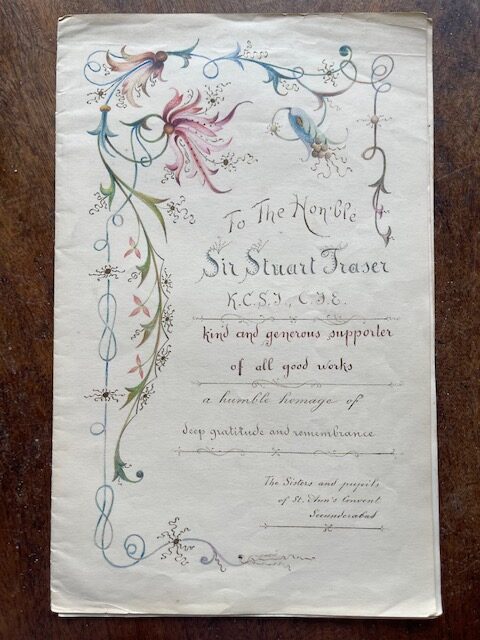 To The Hon'ble
Sir Stuart Fraser
K.C.S.I., C.I.E.
kind and generous supporter
of all good works
a humble homage of
deep gratitude and remembrance
The Sisters and pupils
of St. Ann's Convent
Secunderabad